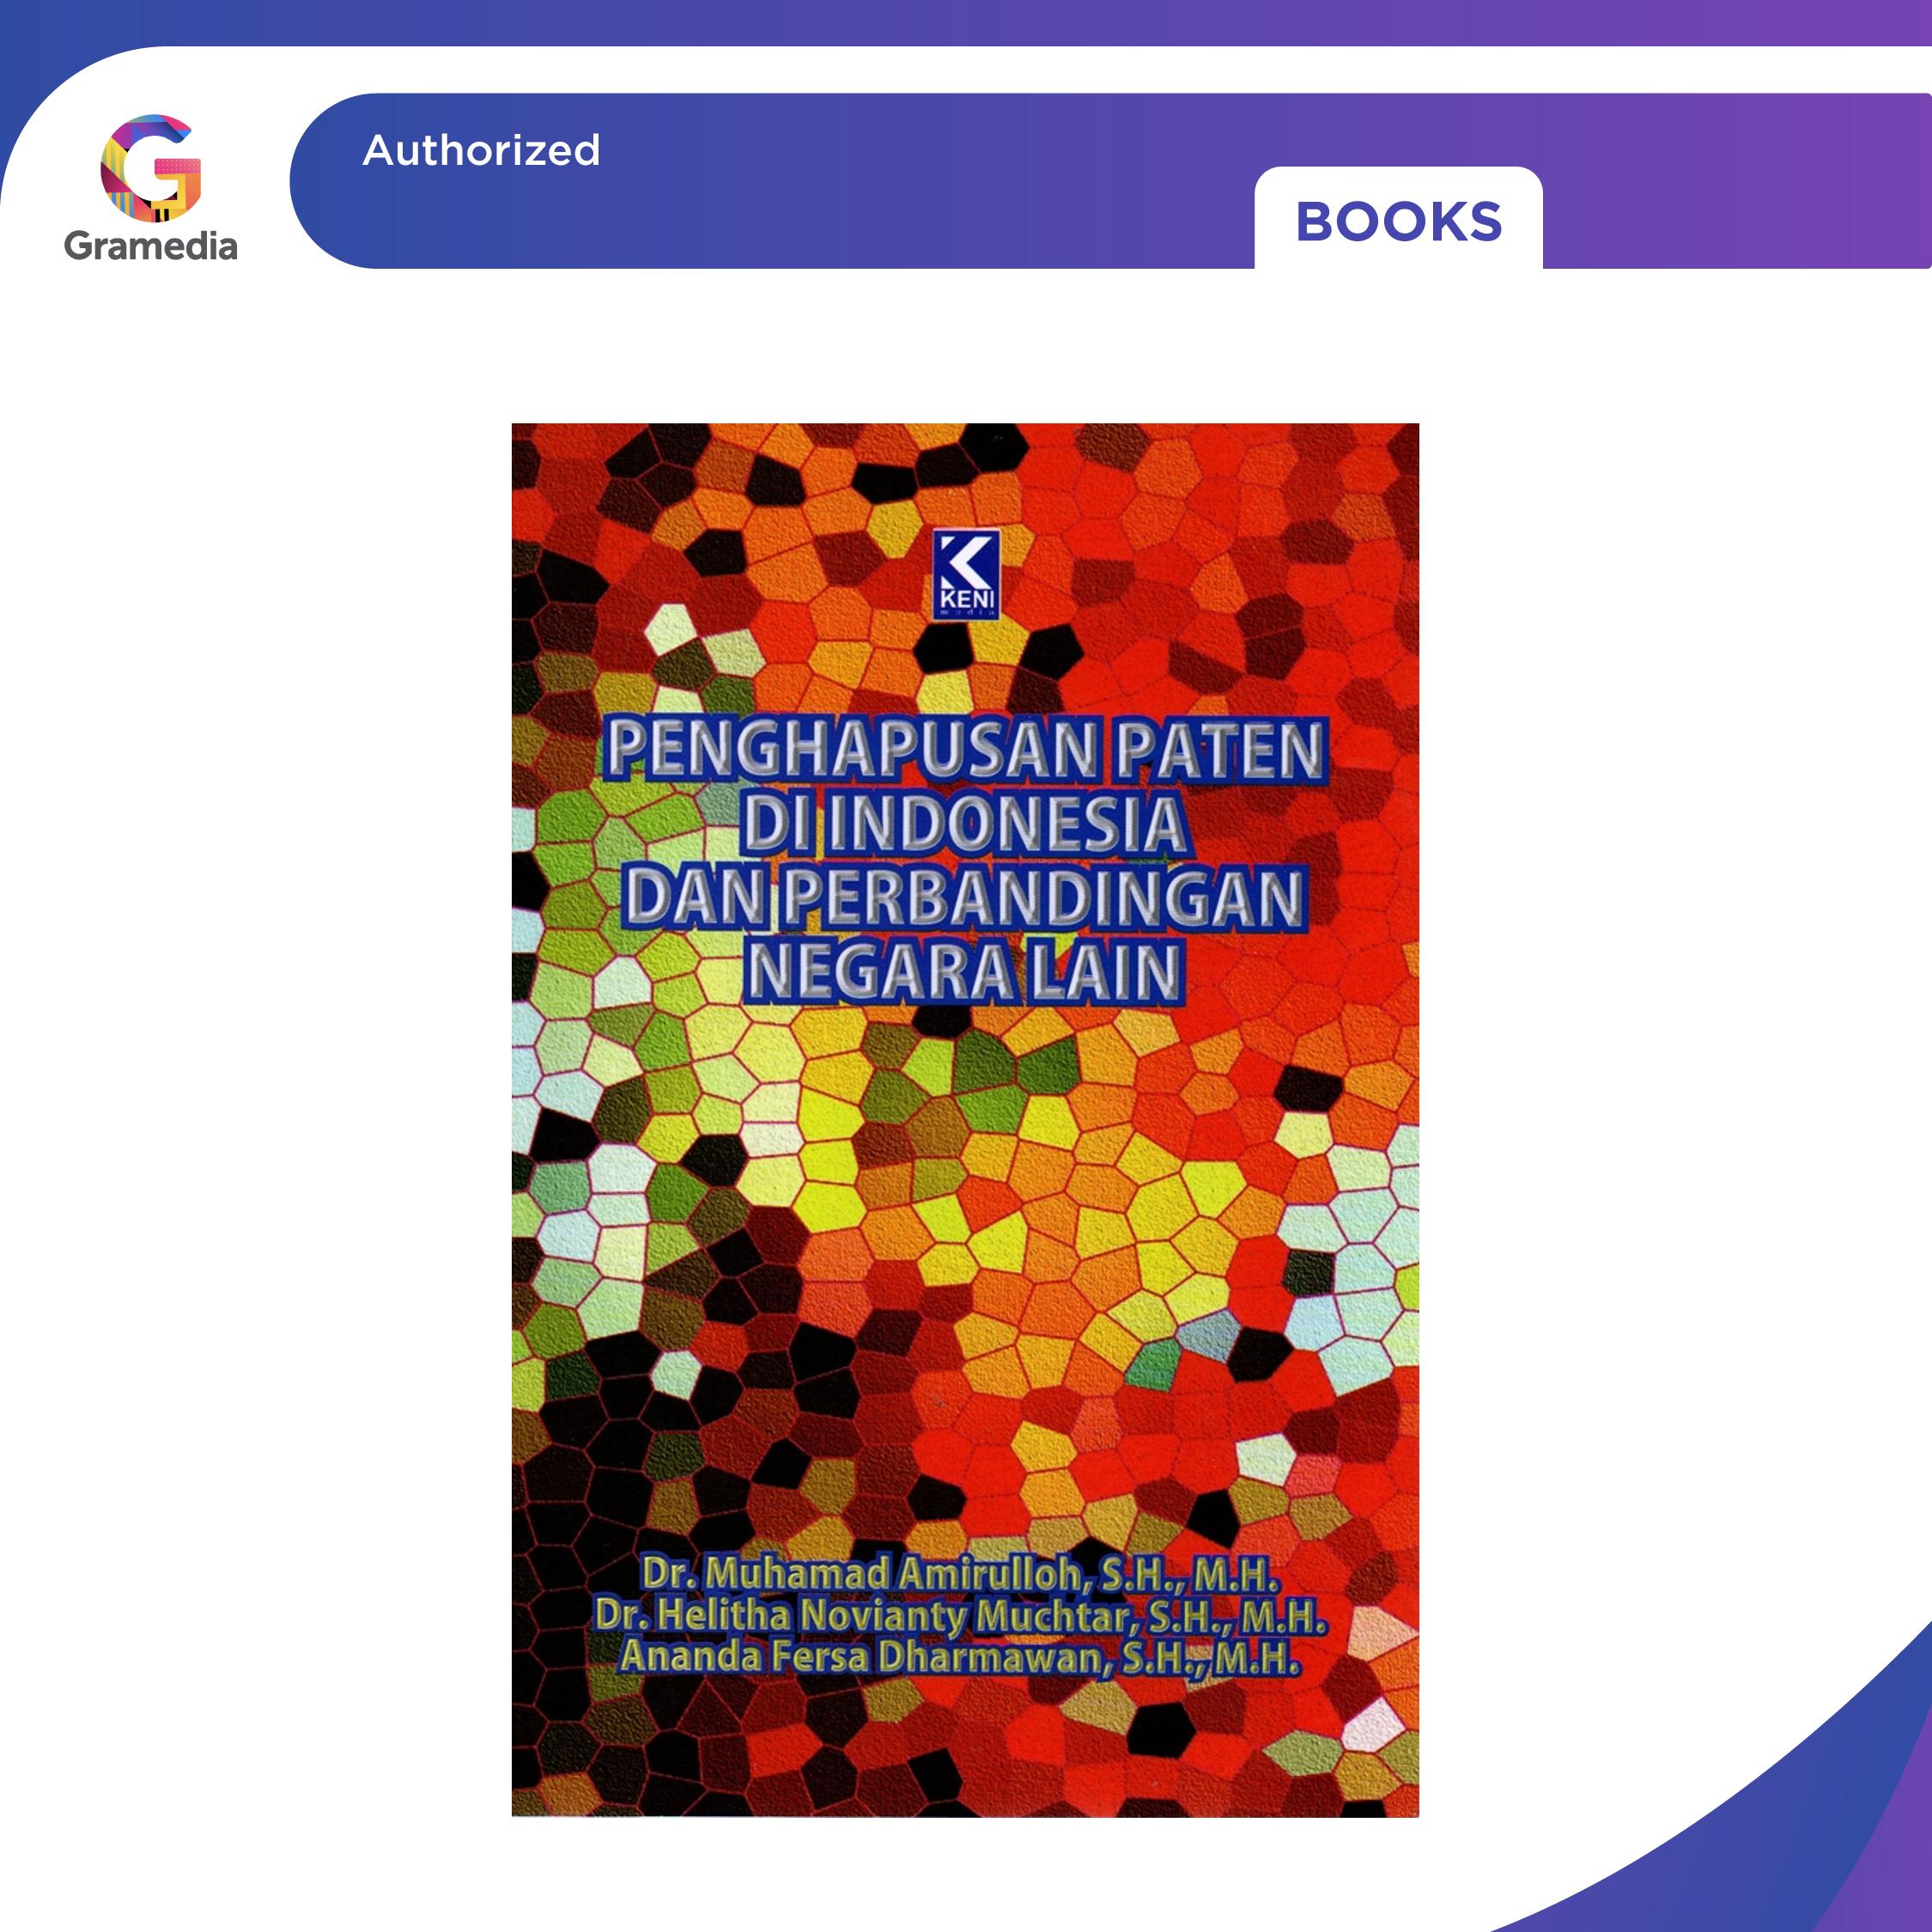 Authorized
BOOKS
Gramedia
KENI
media
PENGHAPUSAN PATEN
DI INDONESIA
DAN PERBANDINGAN
NEGARA LAIN
Dr. Muhamad Amirulloh, S.H., M.H.
Dr. Helitha Novianty Muchtar, S.H., M.H.
Ananda Fersa Dharmawan, S.H., M.H.